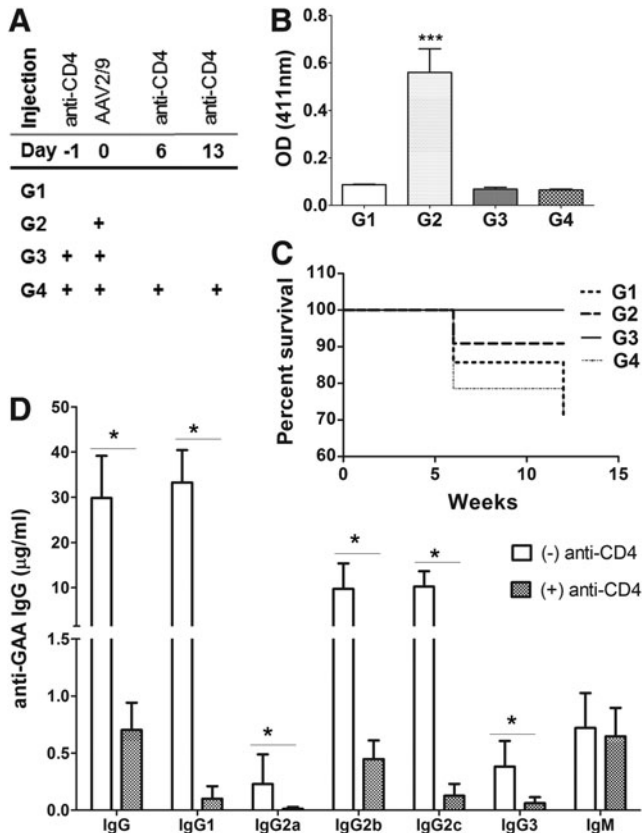 A
Injection
anti-CD4
AAV2/9
anti-CD4
anti-CD4
Day -1 0 6 13
G1
G2 +
G3 + +
G4 + + + +
B
OD (411nm)
0.8
0.6
0.4
0.2
0.0
***
G1 G2 G3 G4
C
Percent survival
110
100
90
80
70
60
0 5 10 15
Weeks
G1
G2
G3
G4
D
anti-GAA IgG (µg/ml)
50
40
30
20
10
1.5
1.0
0.5
0.0
* * * * * *
(-) anti-CD4
(+) anti-CD4
IgG IgG1 IgG2a IgG2b IgG2c IgG3 IgM